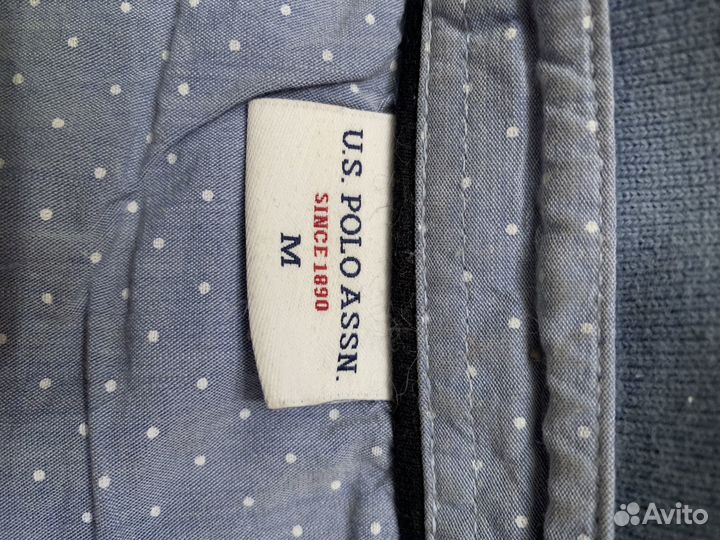 U.S. POLO ASSN.
SINCE 1890
M
Avito